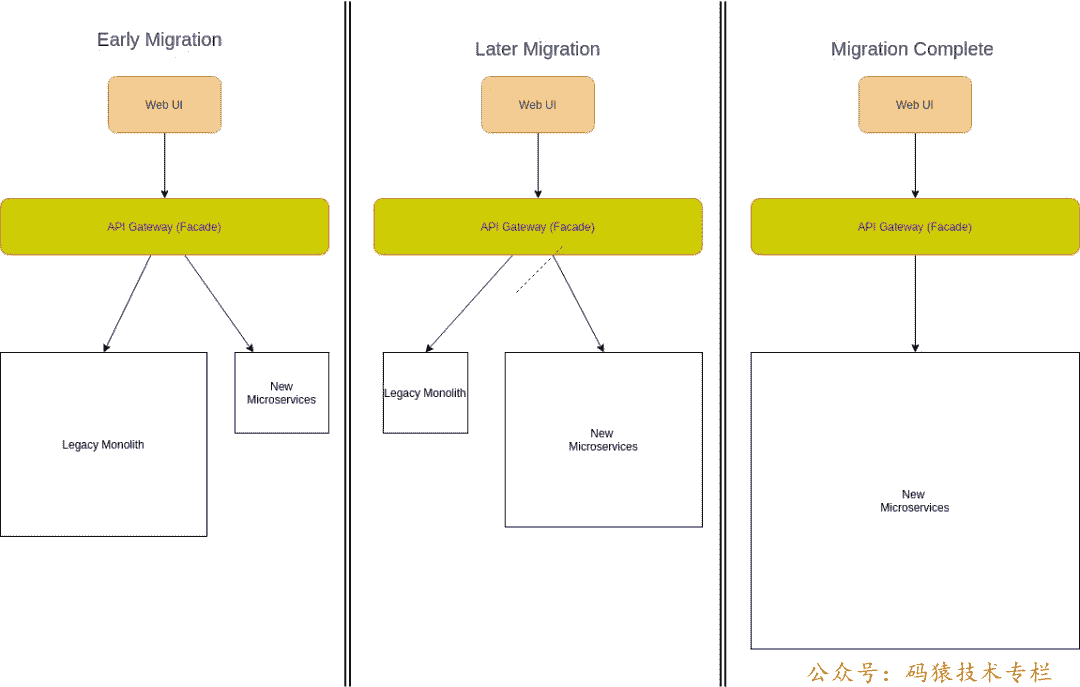 Early Migration
Web UI
API Gateway (Facade)
Legacy Monolith
New
Microservices
Later Migration
Web UI
API Gateway (Facade)
Legacy Monolith
New
Microservices
Migration Complete
Web UI
API Gateway (Facade)
New
Microservices
公众号：码猿技术专栏